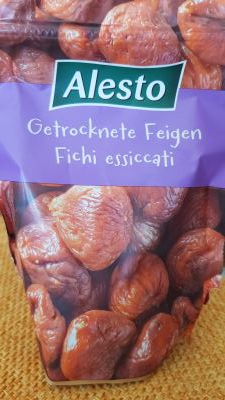 Alesto
Getrocknete Feigen
Fichi essiccati